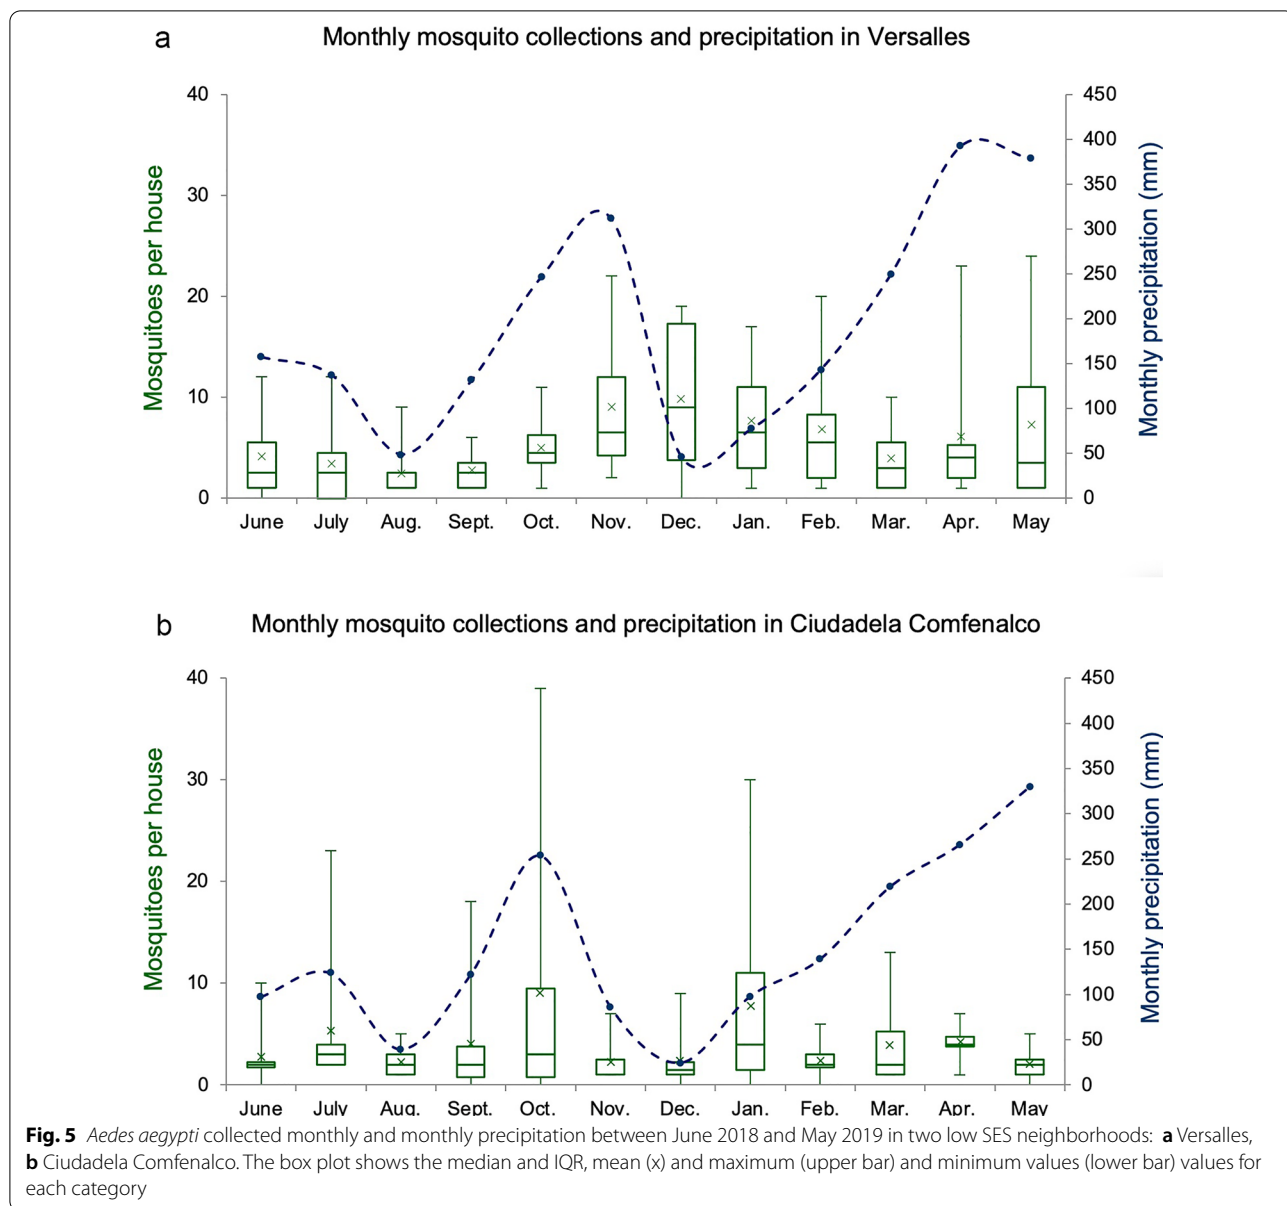 a
Monthly mosquito collections and precipitation in Versalles
40
30
20
10
0
Mosquitoes per house
450
400
350
300
250
200
150
100
50
0
Monthly precipitation (mm)
June July Aug. Sept. Oct. Nov. Dec. Jan. Feb. Mar. Apr. May
b
Monthly mosquito collections and precipitation in Ciudadela Comfenalco
40
30
20
10
0
Mosquitoes per house
450
400
350
300
250
200
150
100
50
0
Monthly precipitation (mm)
June July Aug. Sept. Oct. Nov. Dec. Jan. Feb. Mar. Apr. May
Fig. 5 Aedes aegypti collected monthly and monthly precipitation between June 2018 and May 2019 in two low SES neighborhoods: a Versalles,
b Ciudadela Comfenalco. The box plot shows the median and IQR, mean (x) and maximum (upper bar) and minimum values (lower bar) values for
each category